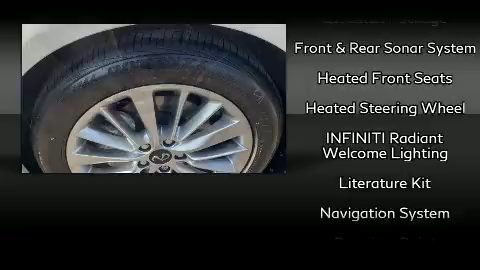 Front & Rear Sonar System
Heated Front Seats
Heated Steering Wheel
INFINITI Radiant
Welcome Lighting
Literature Kit
Navigation System